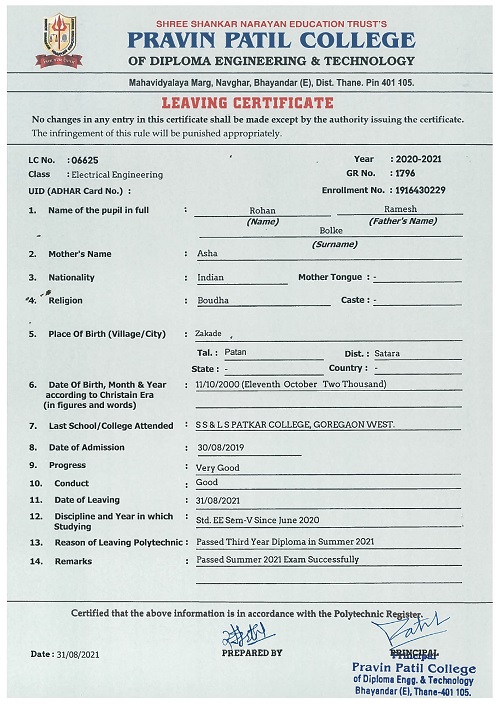 SHREE SHANKAR NARAYAN EDUCATION TRUST'S
PRAVIN PATIL COLLEGE
OF DIPLOMA ENGINEERING & TECHNOLOGY
Mahavidyalaya Marg, Navghar, Bhayandar (E), Dist. Thane. Pin 401 105.
LEAVING CERTIFICATE
No changes in any entry in this certificate shall be made except by the authority issuing the certificate.
The infringement of this rule will be punished appropriately.
LC No. : 06625 Year : 2020-2021
Class : Electrical Engineering GR No. : 1796
UID (ADHAR Card No.) : Enrollment No. : 1916430229
1. Name of the pupil in full : Rohan Ramesh
(Name) (Father's Name)
Bolke
(Surname)
2. Mother's Name : Asha
3. Nationality : Indian Mother Tongue : -
4. Religion : Boudha Caste : -
5. Place Of Birth (Village/City) : Zakade
Tal. : Patan Dist. : Satara
State : - Country : -
6. Date Of Birth, Month & Year : 11/10/2000 (Eleventh October Two Thousand)
according to Christain Era
(in figures and words)
7. Last School/College Attended : S S & L S PATKAR COLLEGE, GOREGAON WEST.
8. Date of Admission : 30/08/2019
9. Progress : Very Good
10. Conduct : Good
11. Date of Leaving : 31/08/2021
12. Discipline and Year in which : Std. EE Sem-V Since June 2020
Studying
13. Reason of Leaving Polytechnic : Passed Third Year Diploma in Summer 2021
14. Remarks : Passed Summer 2021 Exam Successfully
Certified that the above information is in accordance with the Polytechnic Register.
Patil
Date : 31/08/2021 PREPARED BY PRINCIPAL
Pravin Patil College
of Diploma Engg. & Technology
Bhayandar (E), Thane-401 105.